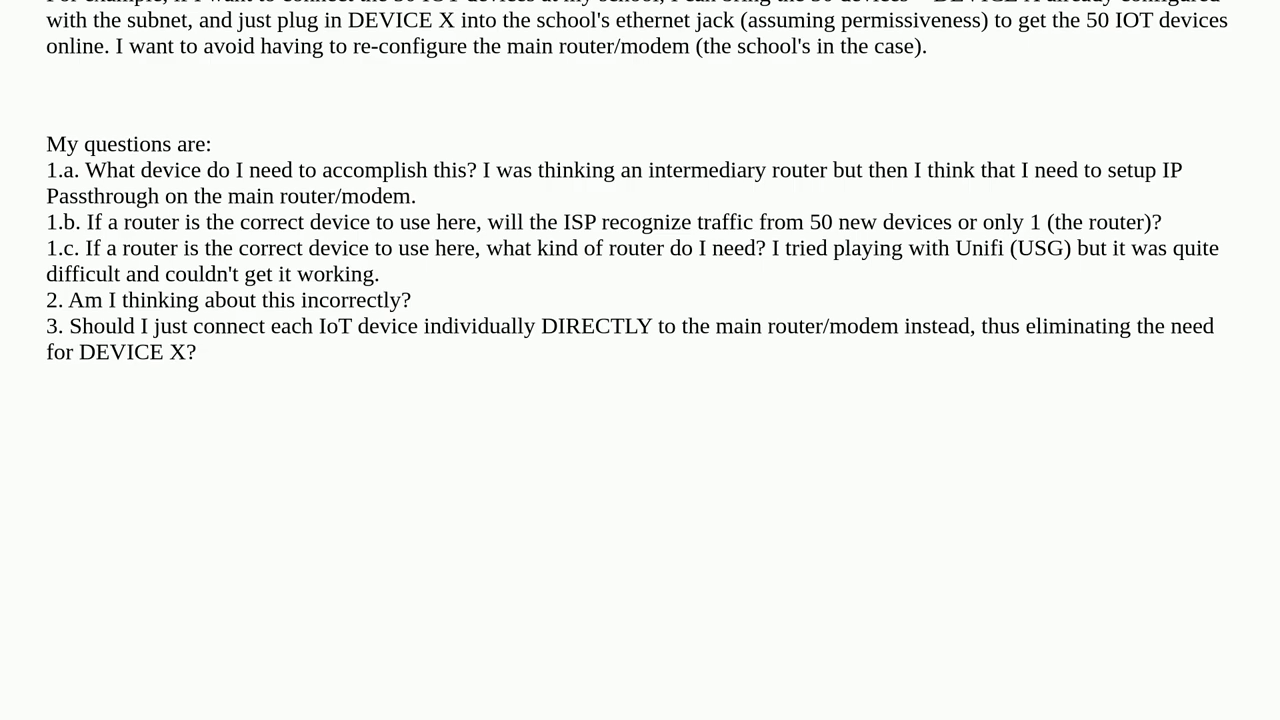 with the subnet, and just plug in DEVICE X into the school's ethernet jack (assuming permissiveness) to get the 50 IOT devices
online. I want to avoid having to re-configure the main router/modem (the school's in the case).
My questions are:
1.a. What device do I need to accomplish this? I was thinking an intermediary router but then I think that I need to setup IP
Passthrough on the main router/modem.
1.b. If a router is the correct device to use here, will the ISP recognize traffic from 50 new devices or only 1 (the router)?
1.c. If a router is the correct device to use here, what kind of router do I need? I tried playing with Unifi (USG) but it was quite
difficult and couldn't get it working.
2. Am I thinking about this incorrectly?
3. Should I just connect each IoT device individually DIRECTLY to the main router/modem instead, thus eliminating the need
for DEVICE X?